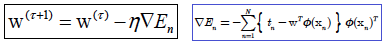 w^{(τ+1)} = w^{(τ)} − η∇E_n
∇E_n = −∑_{n=1}^{N} { t_n − w^T ϕ(x_n) } ϕ(x_n)^T